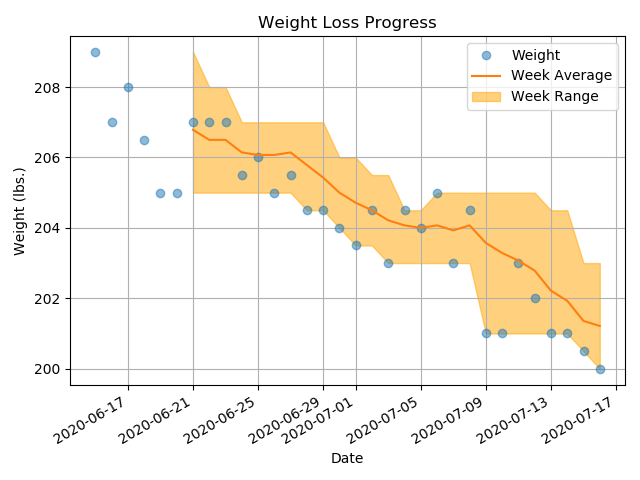 Weight Loss Progress
Weight
Week Average
Week Range
Weight (lbs.)
208
206
204
202
200
2020-06-17
2020-06-21
2020-06-25
2020-06-29
2020-07-01
2020-07-05
2020-07-09
2020-07-13
2020-07-17
Date